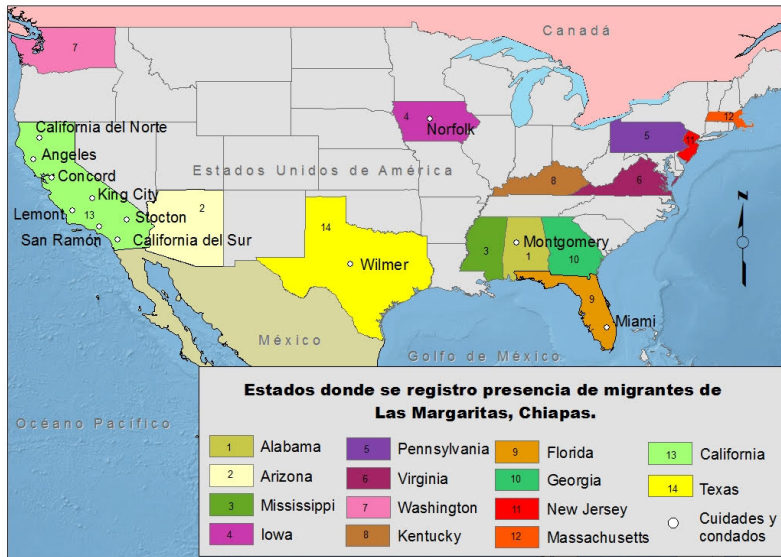 Canadá
7
12
4
Norfolk
5
11
California del Norte
Angeles
Concord
King City
Lemont
13
Stocton
San Ramón
California del Sur
Estados Unidos de América
2
8
6
14
Wilmer
3
Montgomery
1
10
9
Miami
México
Golfo de México
Océano Pacífico
N
Estados donde se registro presencia de migrantes de
Las Margaritas, Chiapas.
1 Alabama
2 Arizona
3 Mississippi
4 Iowa
5 Pennsylvania
6 Virginia
7 Washington
8 Kentucky
9 Florida
10 Georgia
11 New Jersey
12 Massachusetts
13 California
14 Texas
Cuidades y
condados